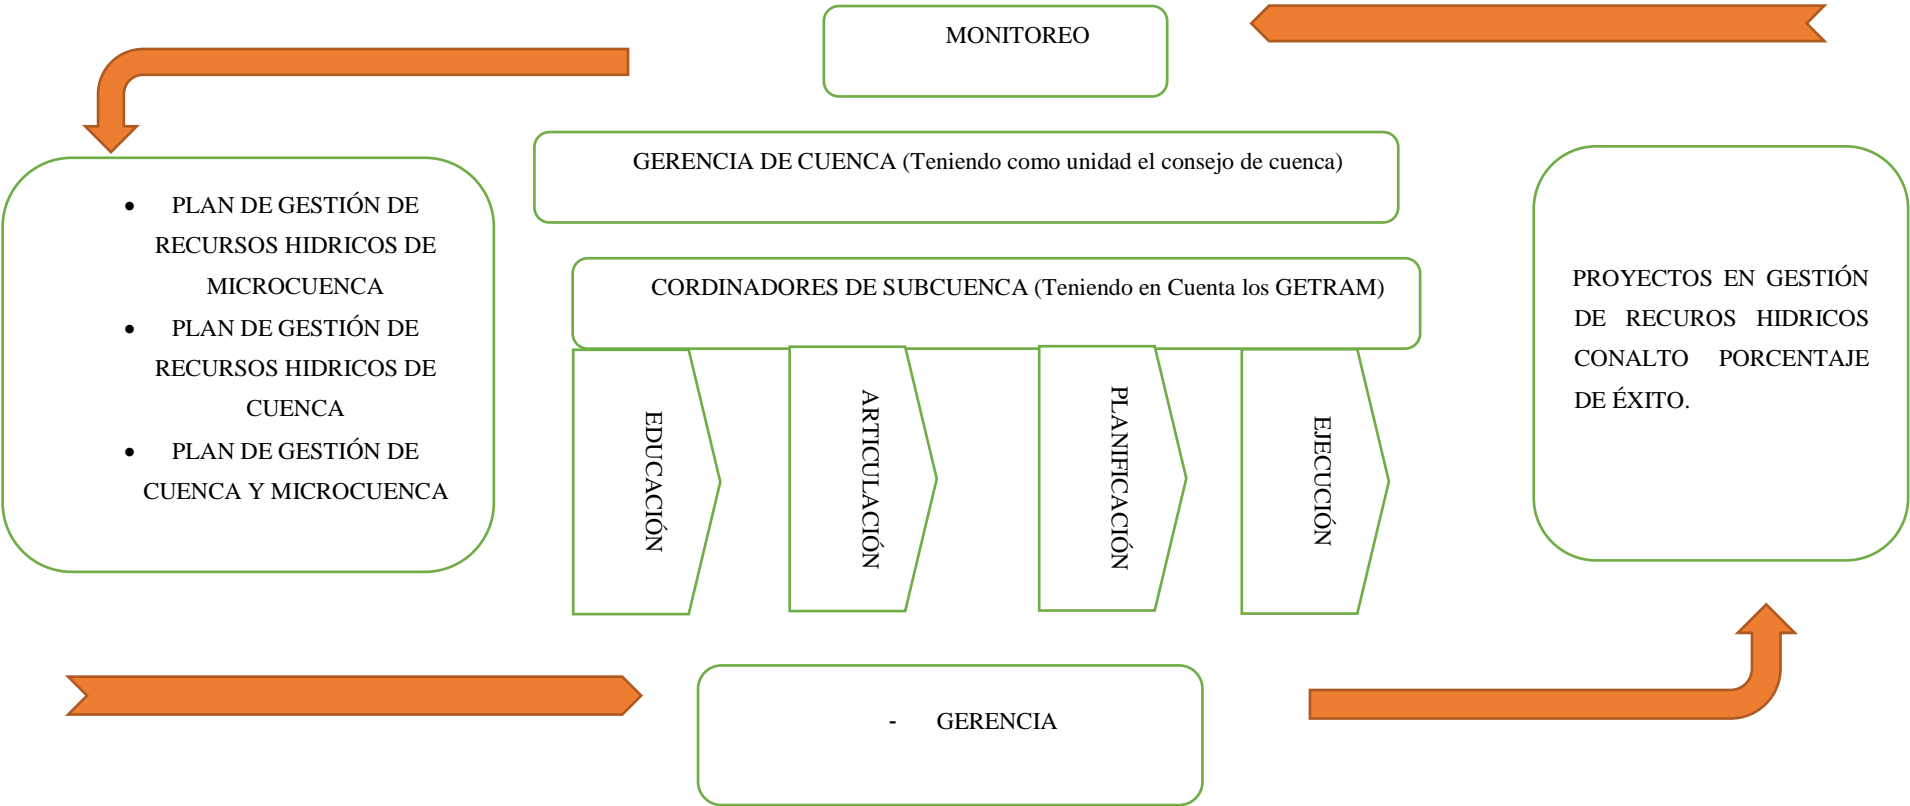 MONITOREO
GERENCIA DE CUENCA (Teniendo como unidad el consejo de cuenca)
CORDINADORES DE SUBCUENCA (Teniendo en Cuenta los GETRAM)
• PLAN DE GESTIÓN DE
RECURSOS HIDRICOS DE
MICROCUENCA
• PLAN DE GESTIÓN DE
RECURSOS HIDRICOS DE
CUENCA
• PLAN DE GESTIÓN DE
CUENCA Y MICROCUENCA
EDUCACIÓN
ARTICULACIÓN
PLANIFICACIÓN
EJECUCIÓN
PROYECTOS EN GESTIÓN
DE RECUROS HIDRICOS
CONALTO PORCENTAJE
DE ÉXITO.
- GERENCIA